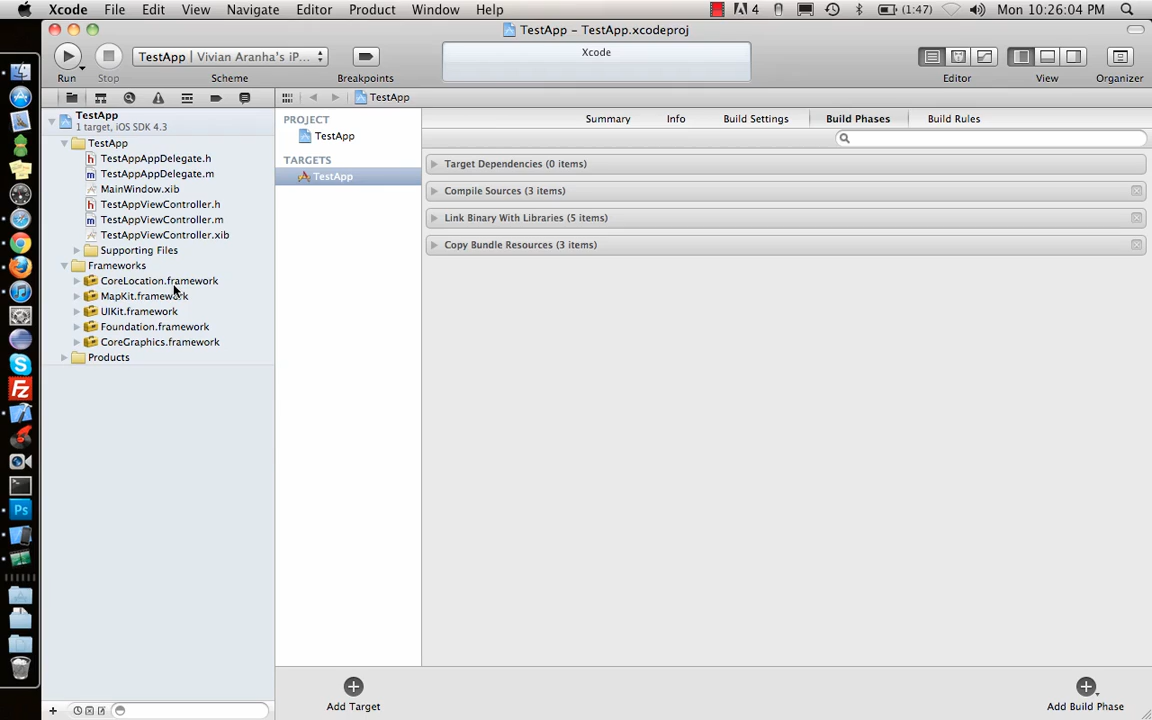 Xcode File Edit View Navigate Editor Product Window Help 4 (1:47) Mon 10:26:04 PM
TestApp – TestApp.xcodeproj
TestApp | Vivian Aranha's iP... Xcode
Run Stop Scheme Breakpoints Editor View Organizer
TestApp
TestApp
1 target, iOS SDK 4.3
TestApp
h TestAppAppDelegate.h
m TestAppAppDelegate.m
MainWindow.xib
h TestAppViewController.h
m TestAppViewController.m
TestAppViewController.xib
Supporting Files
Frameworks
CoreLocation.framework
MapKit.framework
UIKit.framework
Foundation.framework
CoreGraphics.framework
Products
PROJECT
TestApp
TARGETS
TestApp
Summary Info Build Settings Build Phases Build Rules
Target Dependencies (0 items)
Compile Sources (3 items)
Link Binary With Libraries (5 items)
Copy Bundle Resources (3 items)
Add Target Add Build Phase
Fz
Ps